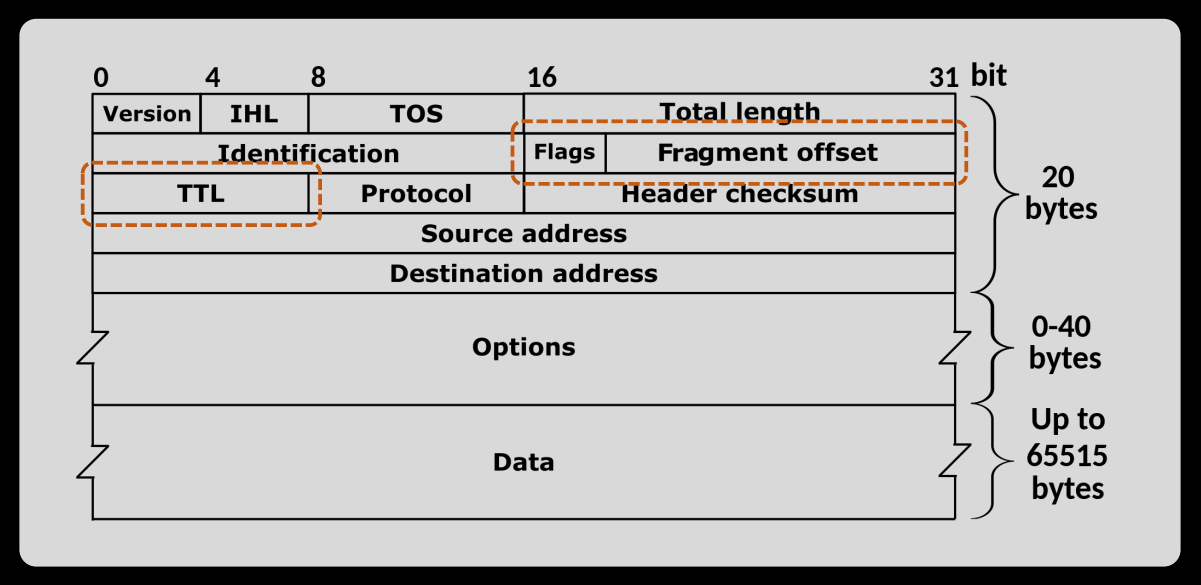 0 4 8 16 31 bit
Version IHL TOS Total length
Identification Flags Fragment offset
TTL Protocol Header checksum
Source address
Destination address
20
bytes
Options
0-40
bytes
Data
Up to
65515
bytes